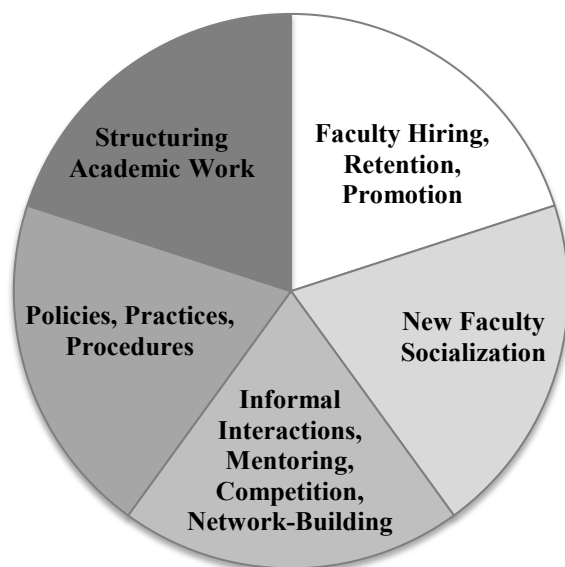 Faculty Hiring,
Retention,
Promotion
New Faculty
Socialization
Informal
Interactions,
Mentoring,
Competition,
Network-Building
Policies, Practices,
Procedures
Structuring
Academic Work